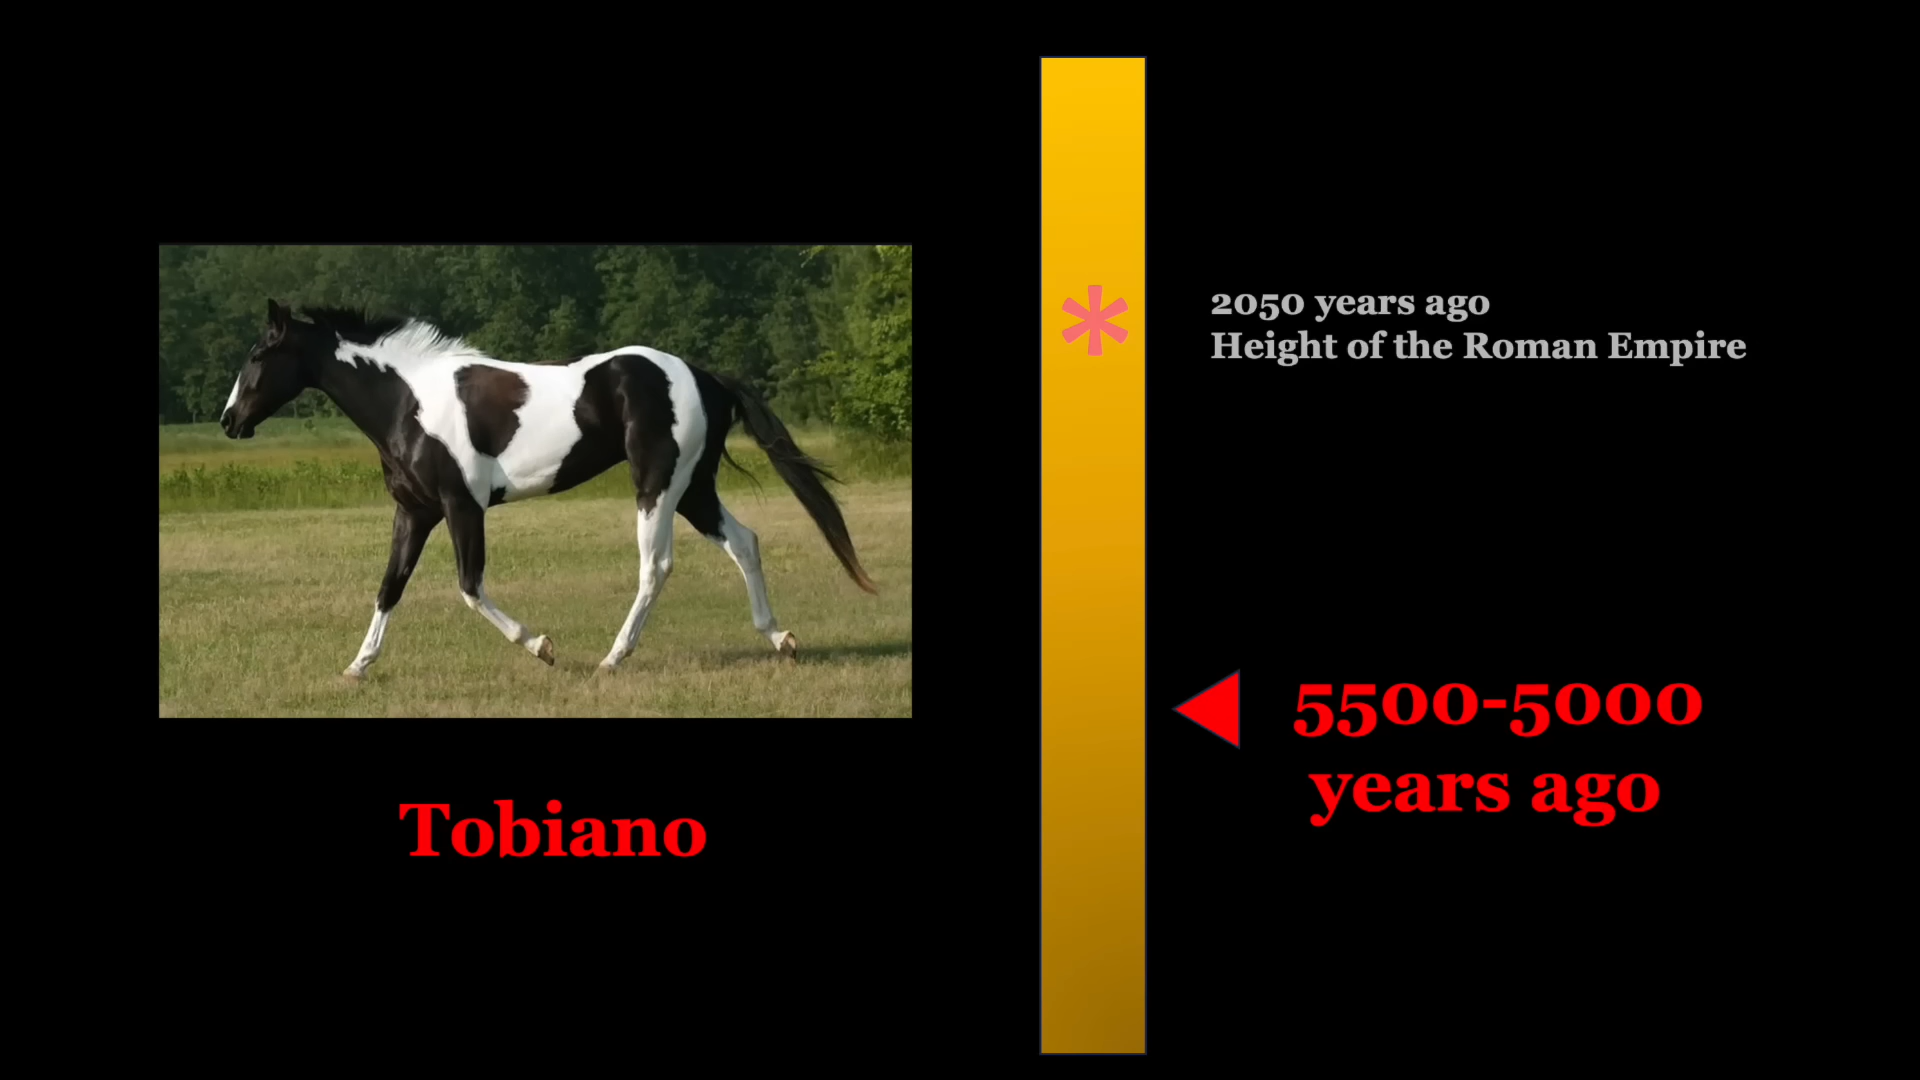 2050 years ago
Height of the Roman Empire
5500-5000
years ago
Tobiano